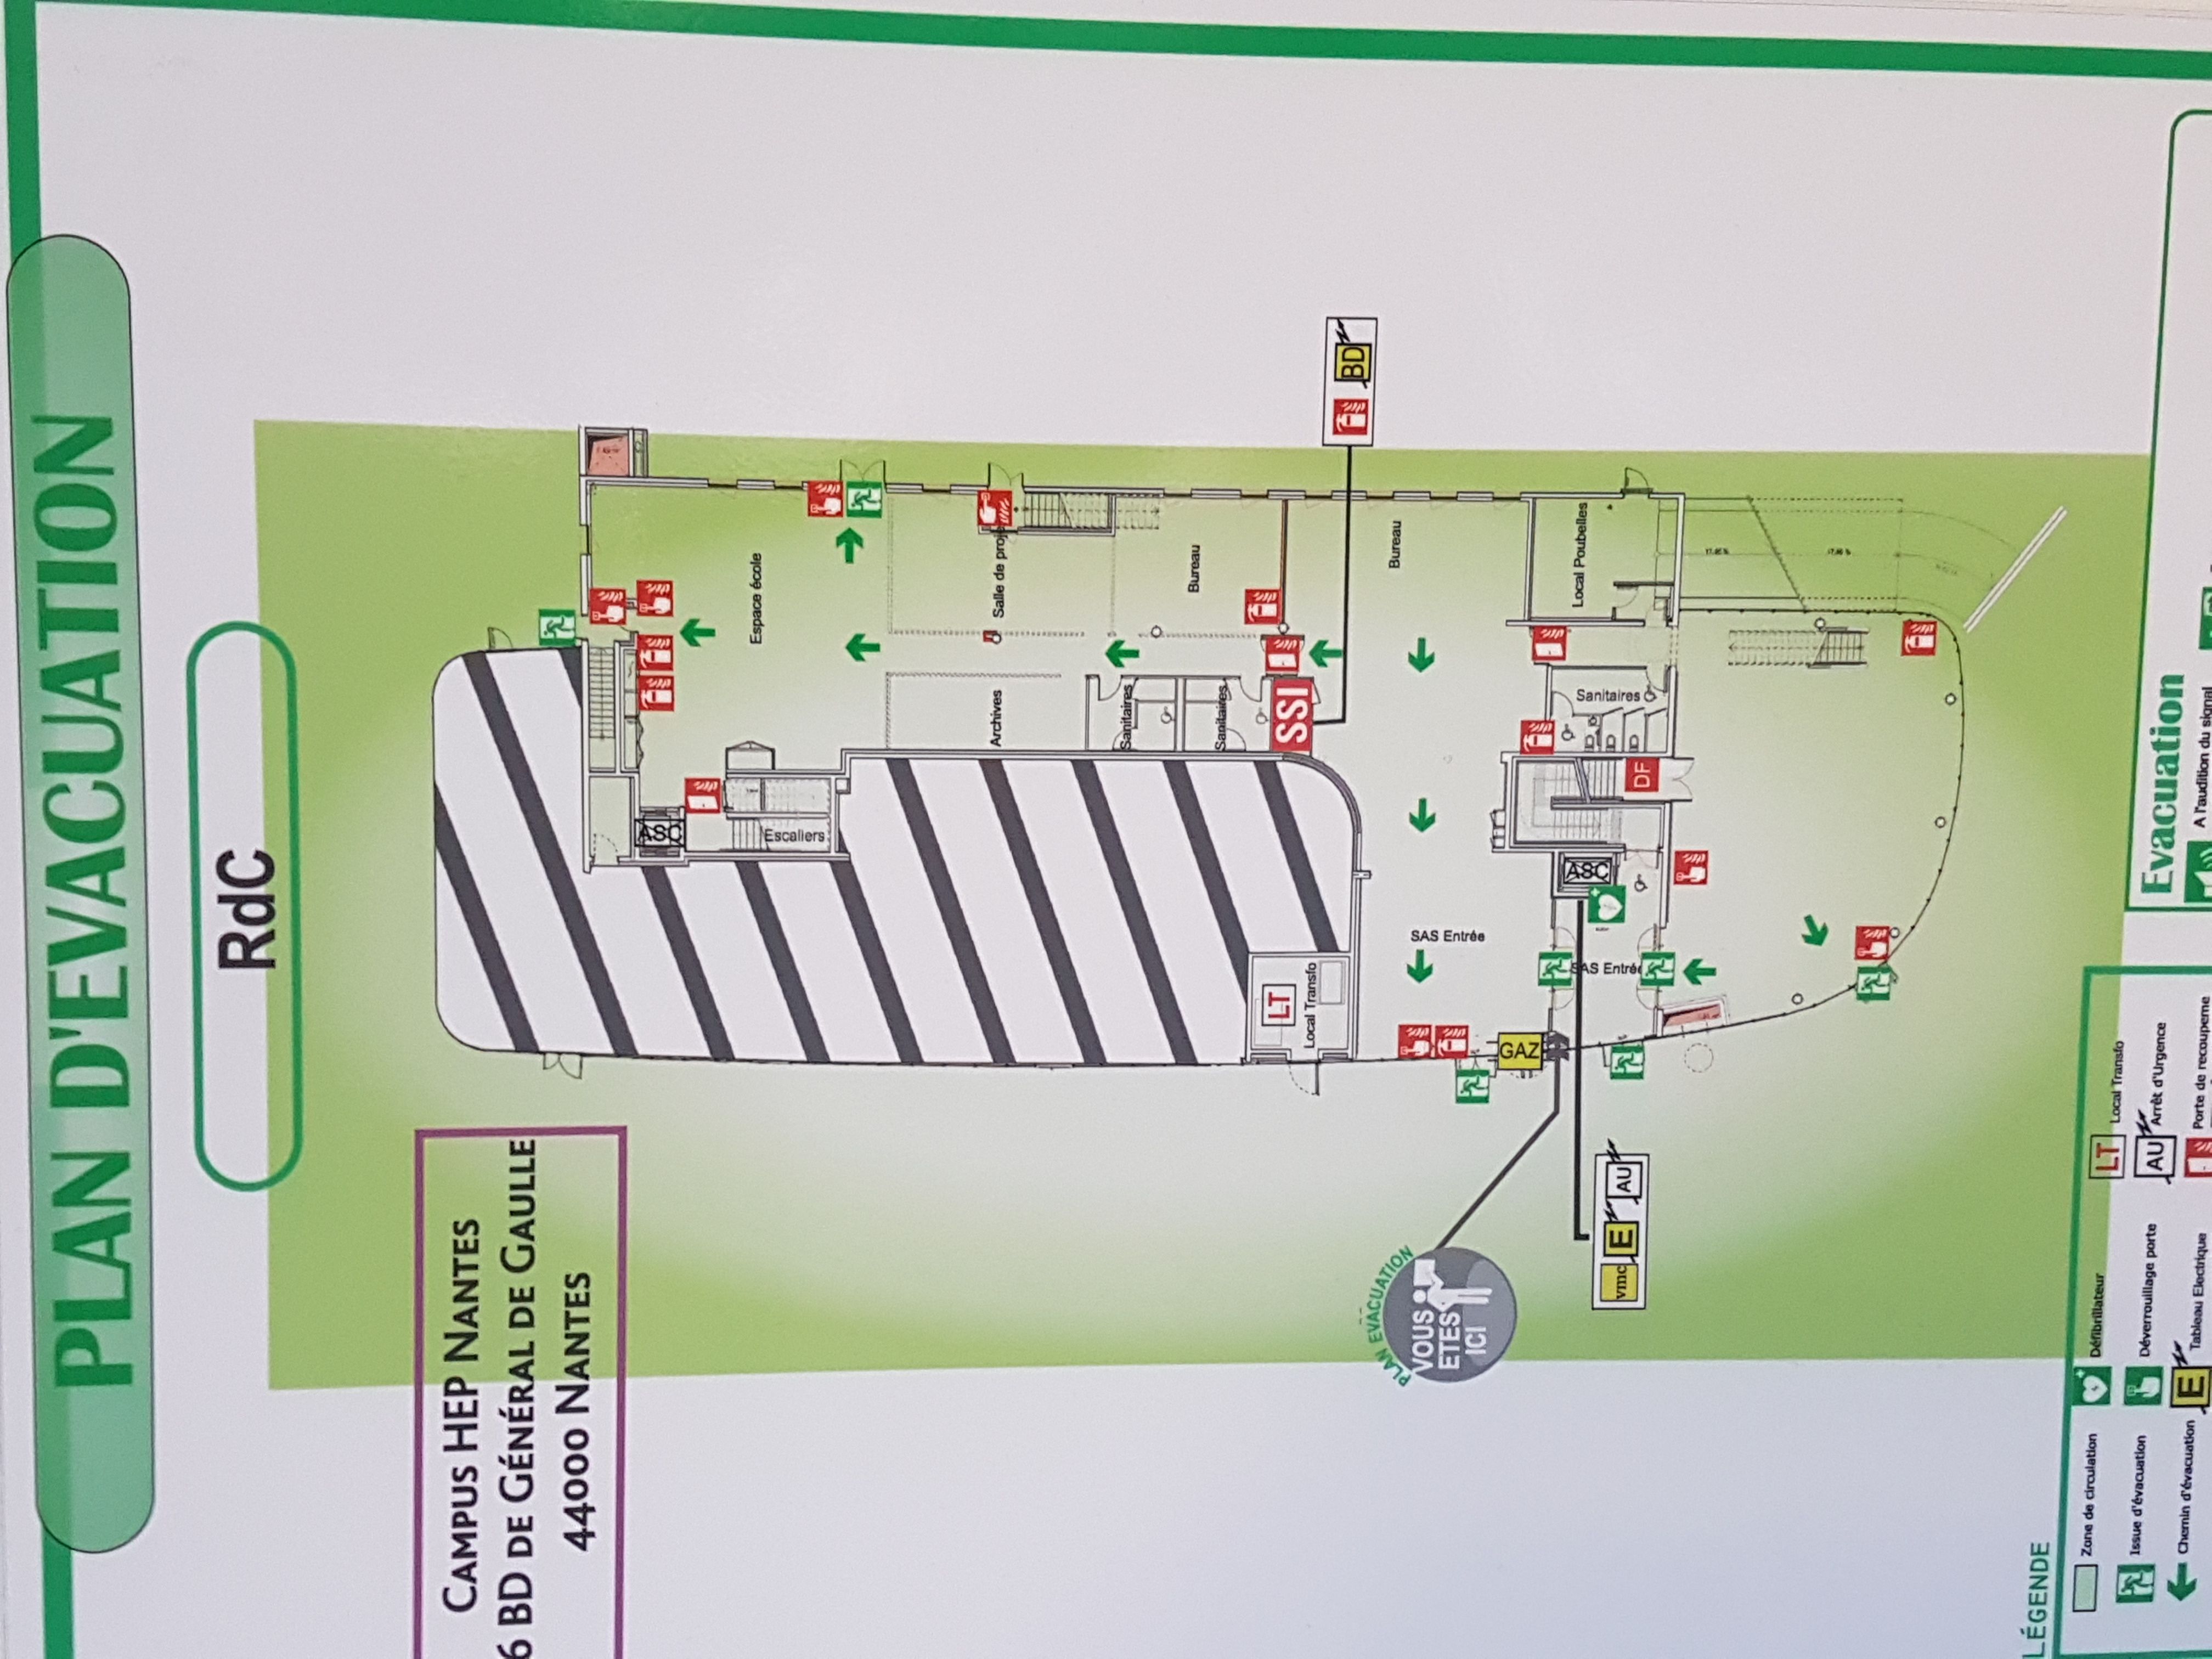 PLAN D'EVACUATION
RdC
CAMPUS HEP NANTES
6 BD DE GÉNÉRAL DE GAULLE
44000 NANTES
Espace école
ASC
Escaliers
Salle de proje
Archives
Sanitaires
Sanitaires
Bureau
SSI
BD
Bureau
LT
Local Transfo
SAS Entrée
GAZ
Local Poubelles
Sanitaires
DF
ASC
SAS Entrée
PLAN EVACUATION
VOUS
ETES
ICI
vmc E AU
LÉGENDE
Zone de circulation
Issue d'évacuation
Chemin d'évacuation
Défibrillateur
Déverrouillage porte
E Tableau Electrique
LT Local Transfo
AU Arrêt d'Urgence
Porte de recoupeme
Evacuation
A l'audition du signal